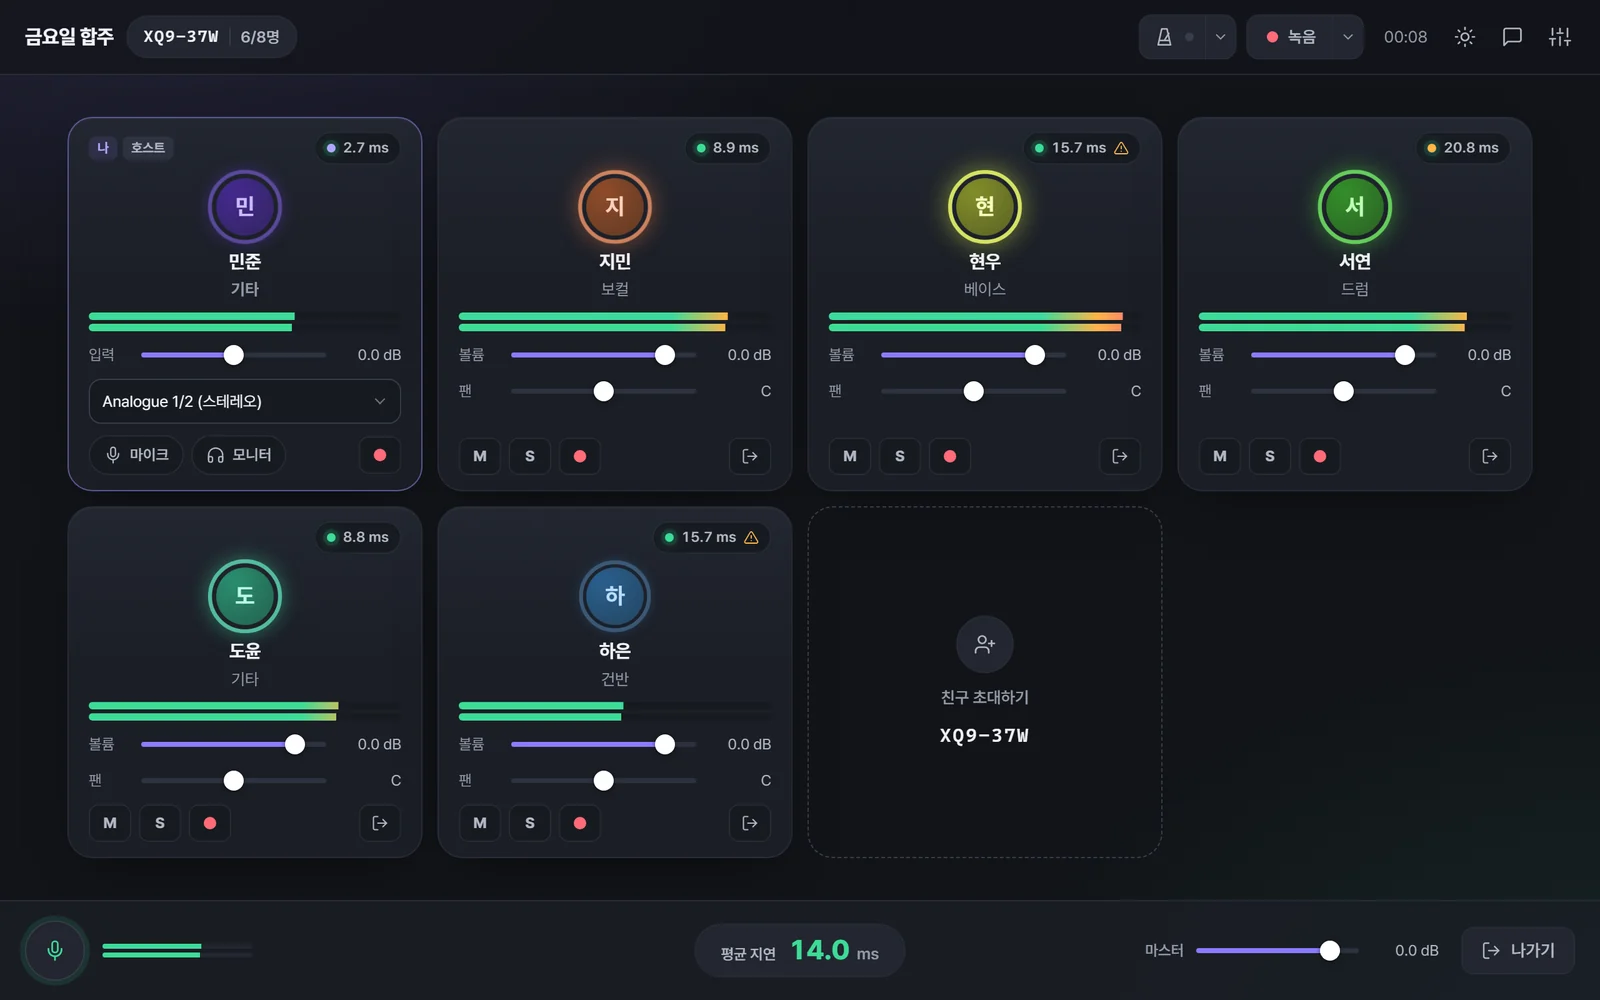 금요일 합주 XQ9-37W 6/8명 녹음 00:08
나 호스트 2.7 ms
민
민준
기타
입력 0.0 dB
Analogue 1/2 (스테레오)
마이크 모니터
8.9 ms
지
지민
보컬
볼륨 0.0 dB
팬 C
M S
15.7 ms
현
현우
베이스
볼륨 0.0 dB
팬 C
M S
20.8 ms
서
서연
드럼
볼륨 0.0 dB
팬 C
M S
8.8 ms
도
도윤
기타
볼륨 0.0 dB
팬 C
M S
15.7 ms
하
하은
건반
볼륨 0.0 dB
팬 C
M S
친구 초대하기
XQ9-37W
평균 지연 14.0 ms
마스터 0.0 dB 나가기